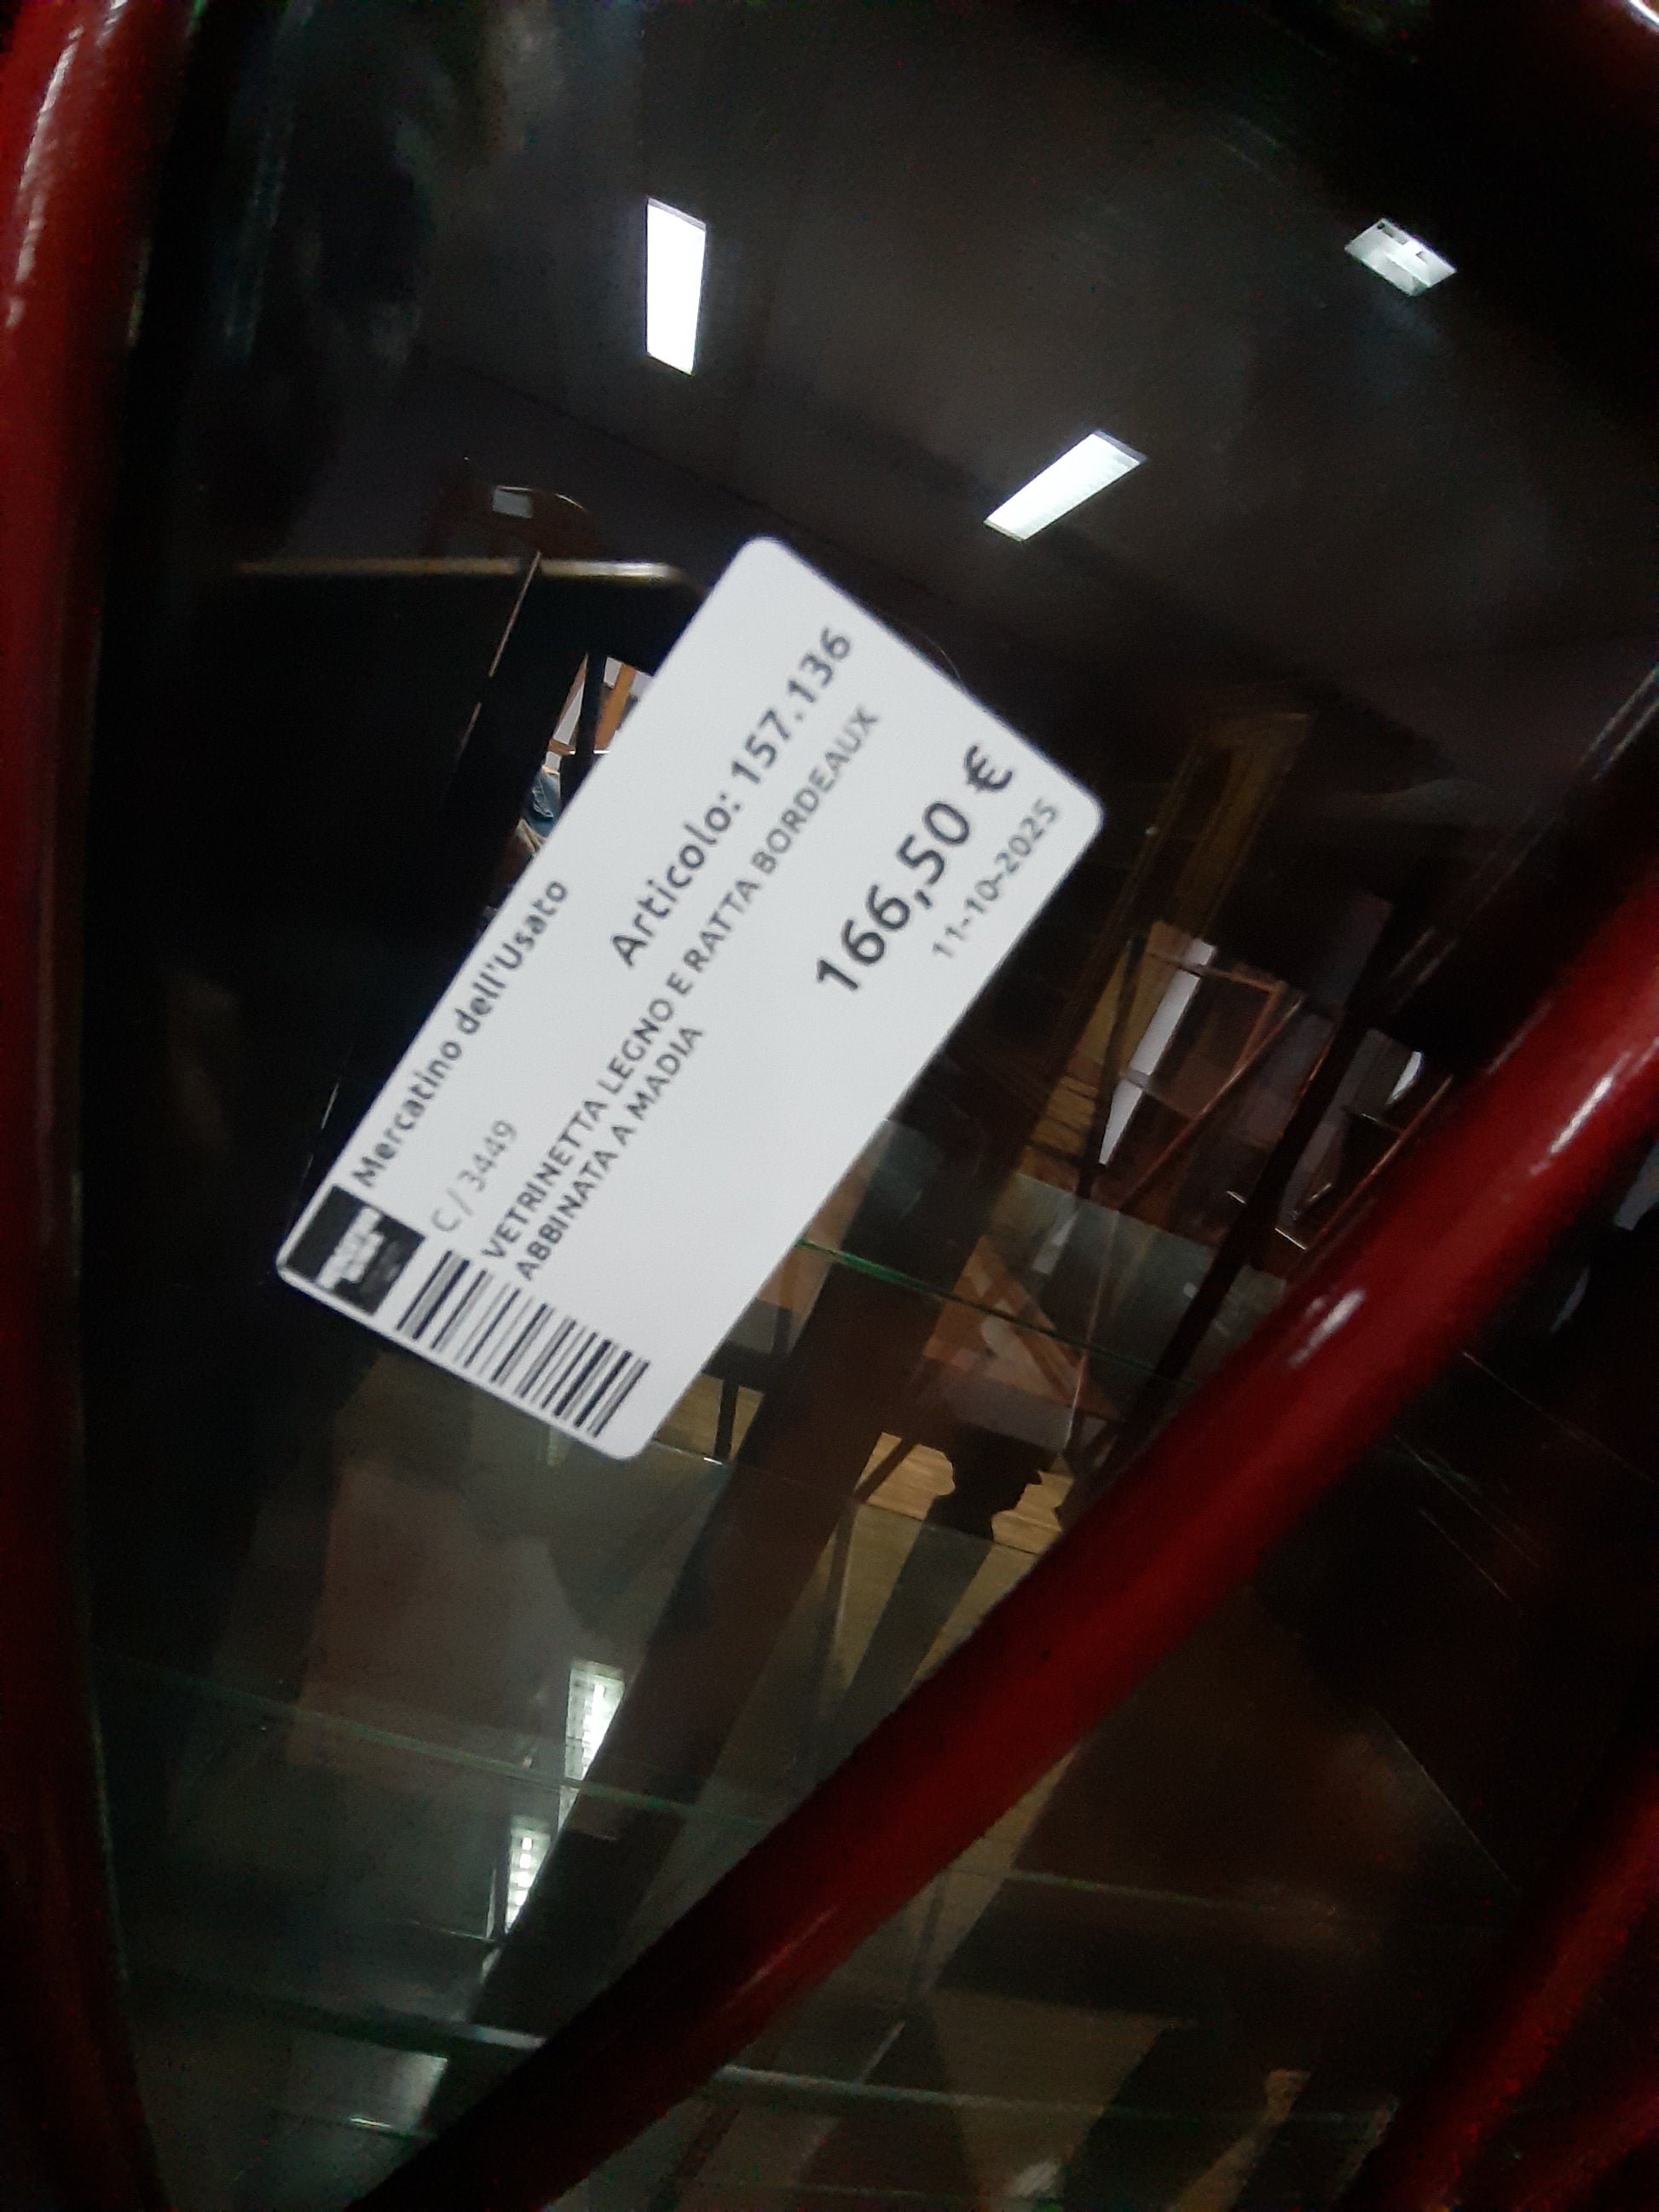 Mercatino dell'Usato
C/3449
Articolo: 157.136
VETRINETTA LEGNO E RATTA BORDEAUX
ABBINATA A MADIA
166,50 €
11-10-2025